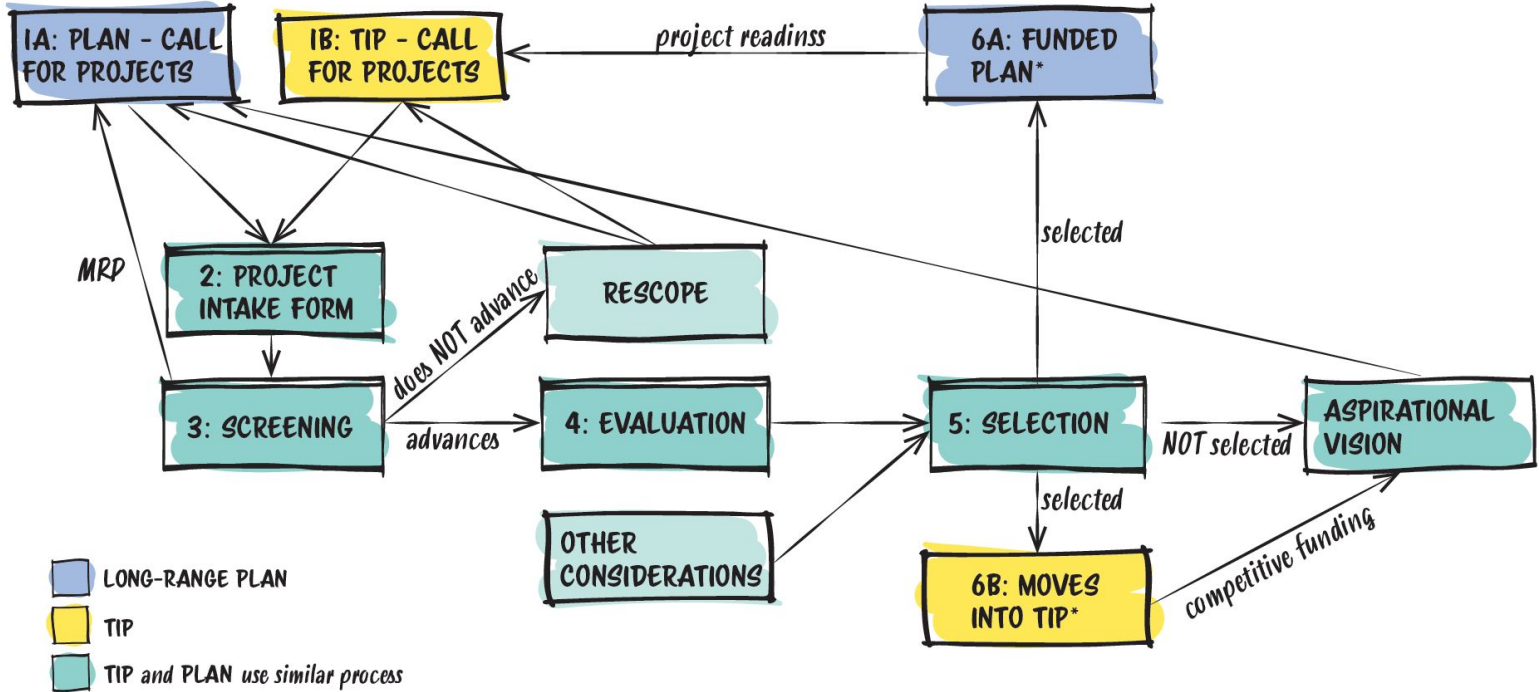 1A: PLAN - CALL
FOR PROJECTS
1B: TIP - CALL
FOR PROJECTS
project readinss
6A: FUNDED
PLAN*
MRP
2: PROJECT
INTAKE FORM
does NOT advance
RESCOPE
selected
3: SCREENING
advances
4: EVALUATION
5: SELECTION
NOT selected
ASPIRATIONAL
VISION
selected
OTHER
CONSIDERATIONS
6B: MOVES
INTO TIP*
competitive funding
LONG-RANGE PLAN
TIP
TIP and PLAN use similar process